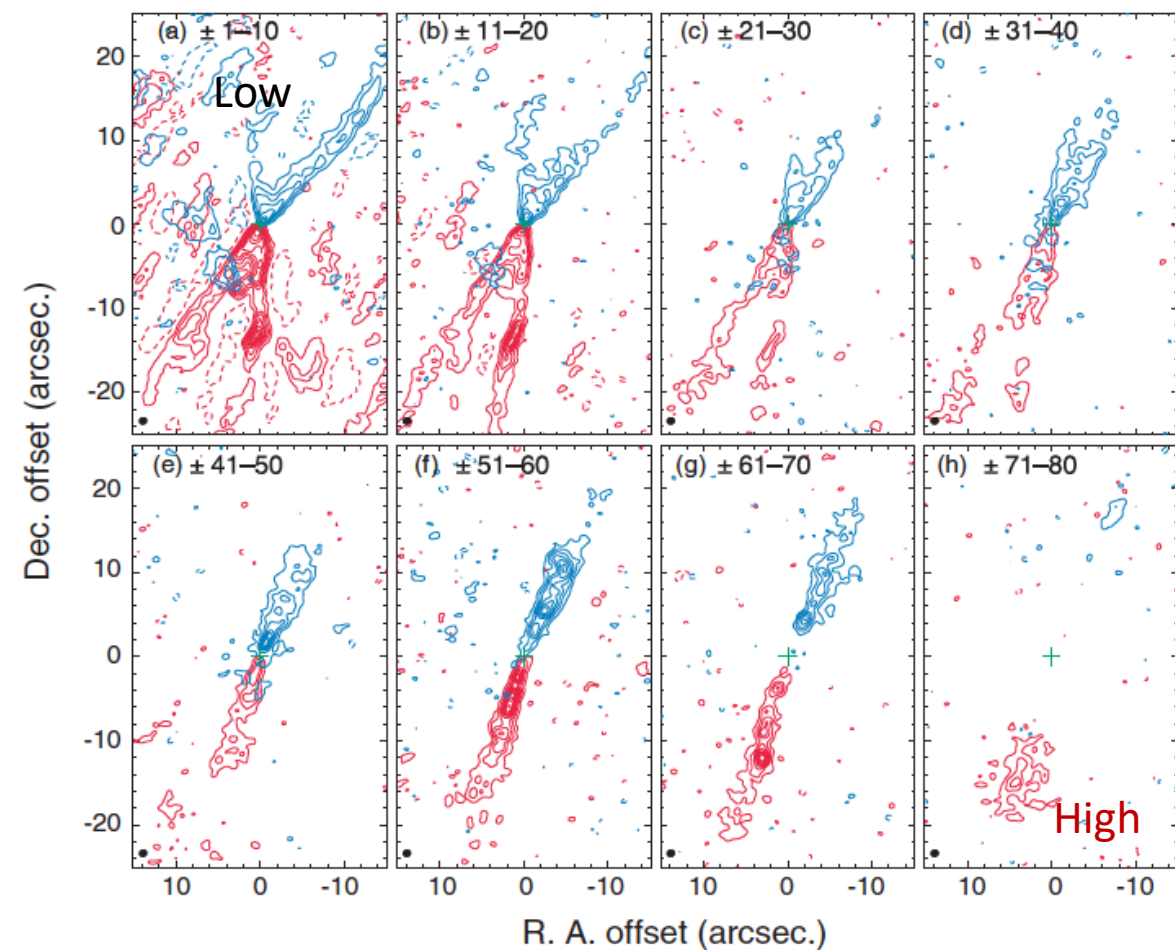 (a) ± 1–10 (b) ± 11–20 (c) ± 21–30 (d) ± 31–40
Low
20
10
0
-10
-20
Dec. offset (arcsec.)
(e) ± 41–50 (f) ± 51–60 (g) ± 61–70 (h) ± 71–80
20
10
0
-10
-20
High
10 0 -10 10 0 -10 10 0 -10 10 0 -10
R. A. offset (arcsec.)